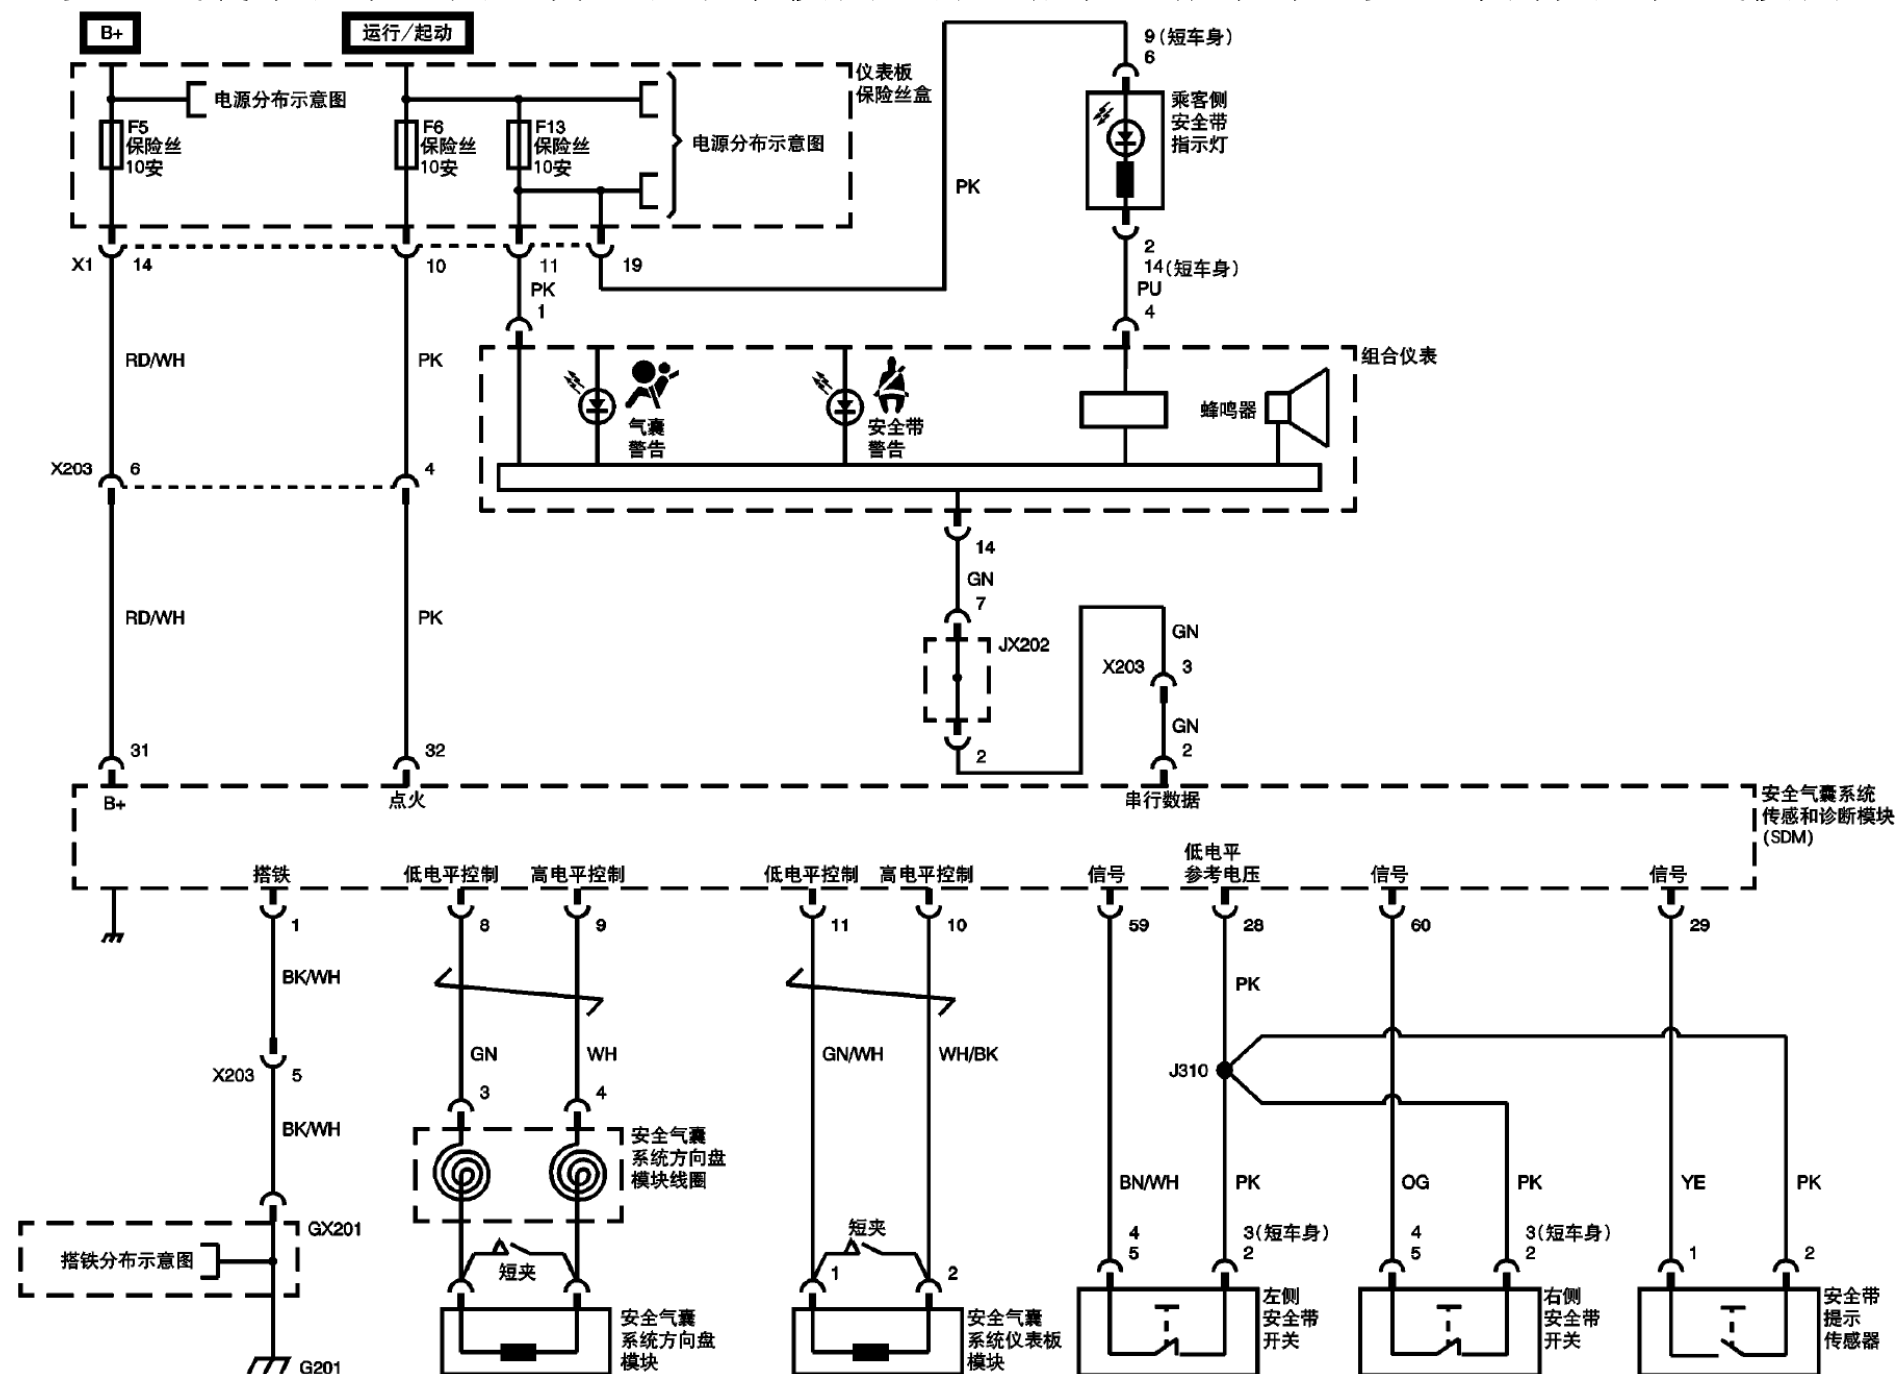 B+
运行/起动
9(短车身)
6
仪表板
保险丝盒
电源分布示意图
F5
保险丝
10安
F6
保险丝
10安
F13
保险丝
10安
电源分布示意图
乘客侧
安全带
指示灯
PK
X1
14
10
11
19
2
14(短车身)
PK
1
PU
4
RD/WH
PK
组合仪表
气囊
警告
安全带
警告
蜂鸣器
X203
6
4
14
GN
7
RD/WH
PK
JX202
GN
X203
3
GN
2
2
31
32
B+
点火
串行数据
安全气囊系统
传感和诊断模块
(SDM)
搭铁
低电平控制
高电平控制
低电平控制
高电平控制
信号
低电平
参考电压
信号
信号
1
8
9
11
10
59
28
60
29
BK/WH
PK
GN
WH
GN/WH
WH/BK
J310
X203
5
3
4
BK/WH
安全气囊
系统方向盘
模块线圈
BN/WH
PK
OG
PK
YE
PK
GX201
搭铁分布示意图
短夹
短夹
1
2
4
5
3(短车身)
2
4
5
3(短车身)
2
1
2
G201
安全气囊
系统方向盘
模块
安全气囊
系统仪表板
模块
左侧
安全带
开关
右侧
安全带
开关
安全带
提示
传感器